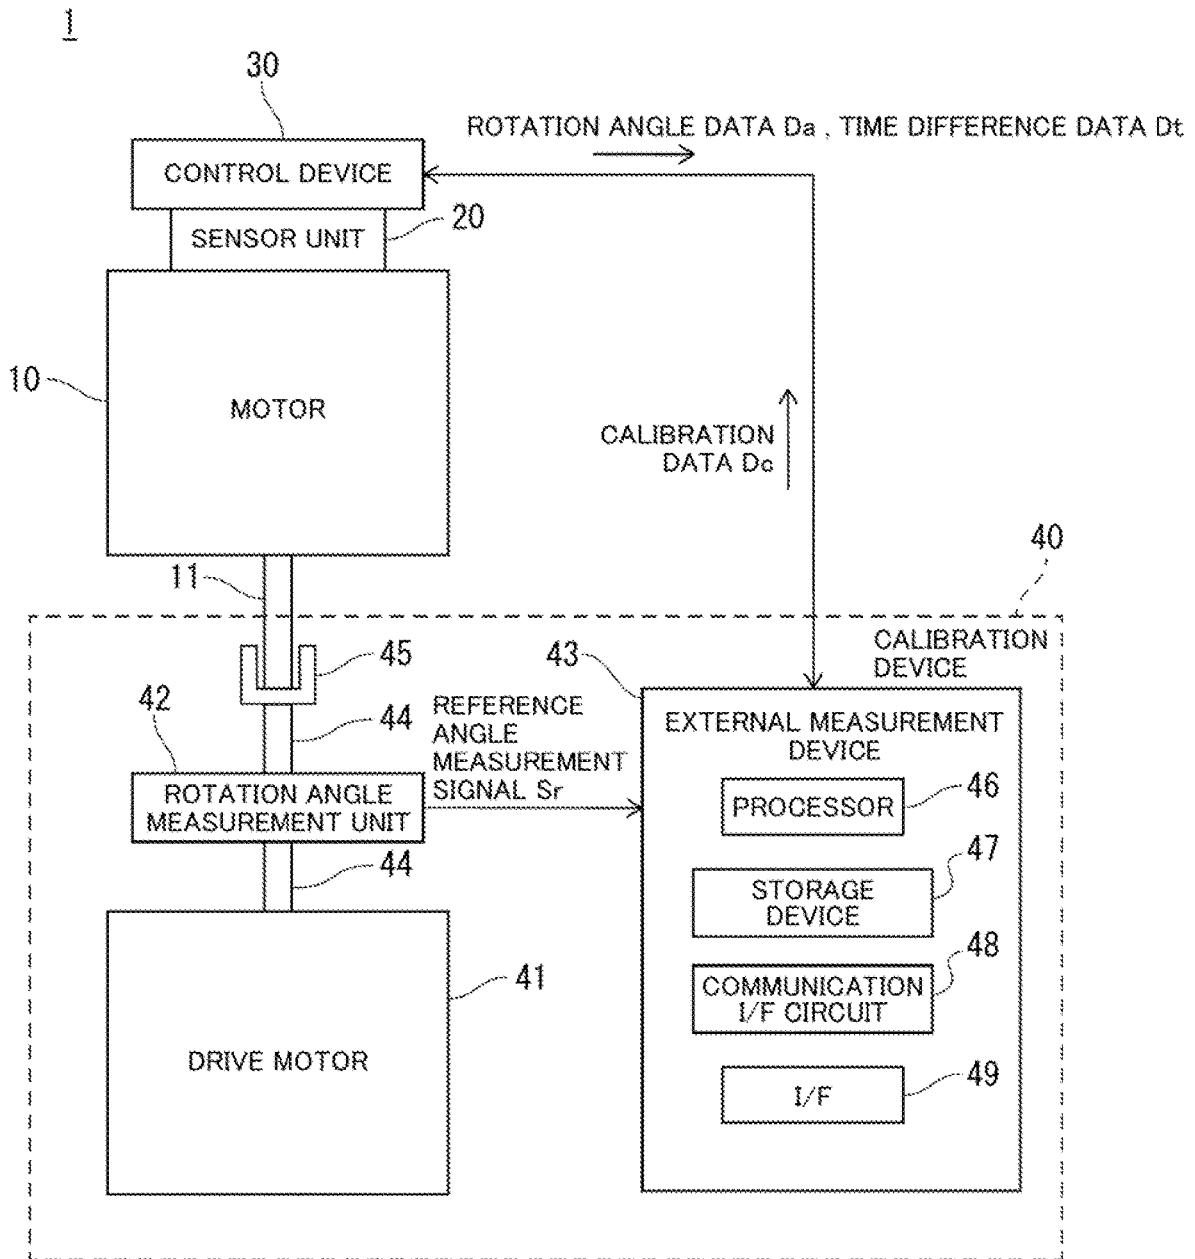 1
30
ROTATION ANGLE DATA Da , TIME DIFFERENCE DATA Dt
CONTROL DEVICE
20
SENSOR UNIT
10
MOTOR
CALIBRATION
DATA Dc
40
11
CALIBRATION
DEVICE
45
43
42
44
REFERENCE
ANGLE
MEASUREMENT
SIGNAL Sr
EXTERNAL MEASUREMENT
DEVICE
ROTATION ANGLE
MEASUREMENT UNIT
PROCESSOR
46
44
47
STORAGE
DEVICE
48
41
COMMUNICATION
I/F CIRCUIT
DRIVE MOTOR
49
I/F